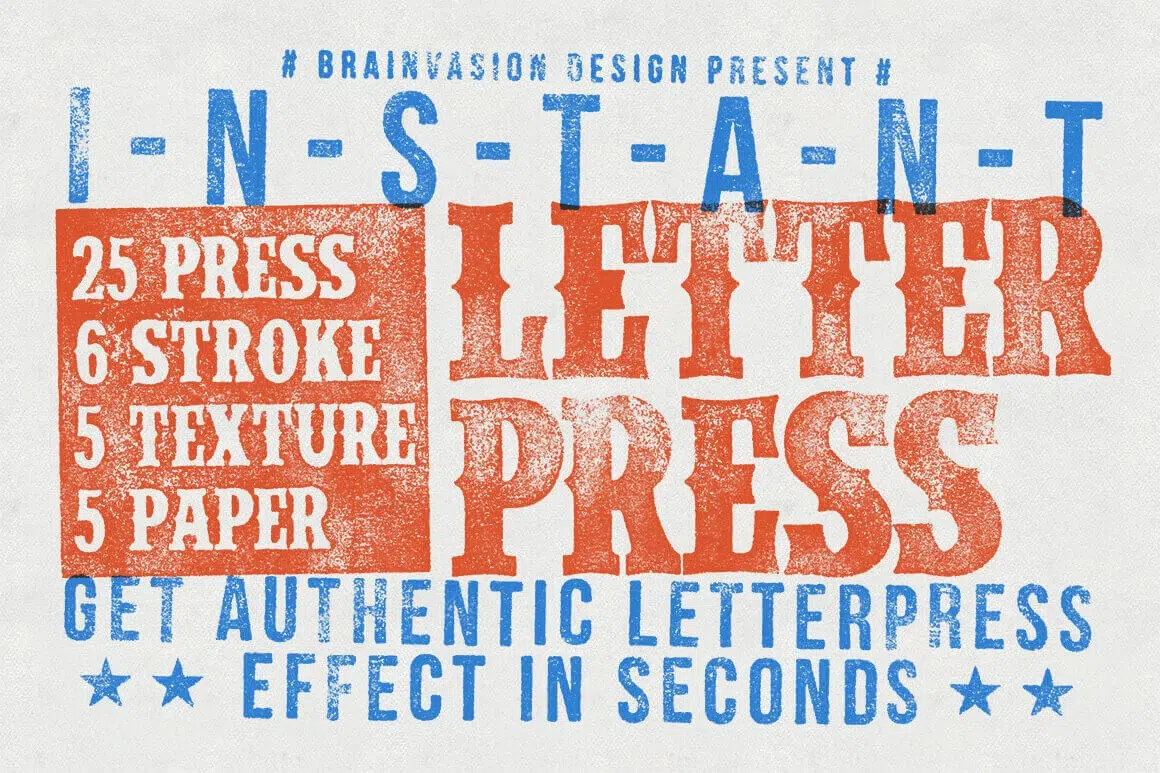 # BRAINVASION DESIGN PRESENT #
I-N-S-T-A-N-T
25 PRESS
6 STROKE
5 TEXTURE
5 PAPER
LETTER
PRESS
GET AUTHENTIC LETTERPRESS
★★ EFFECT IN SECONDS ★★